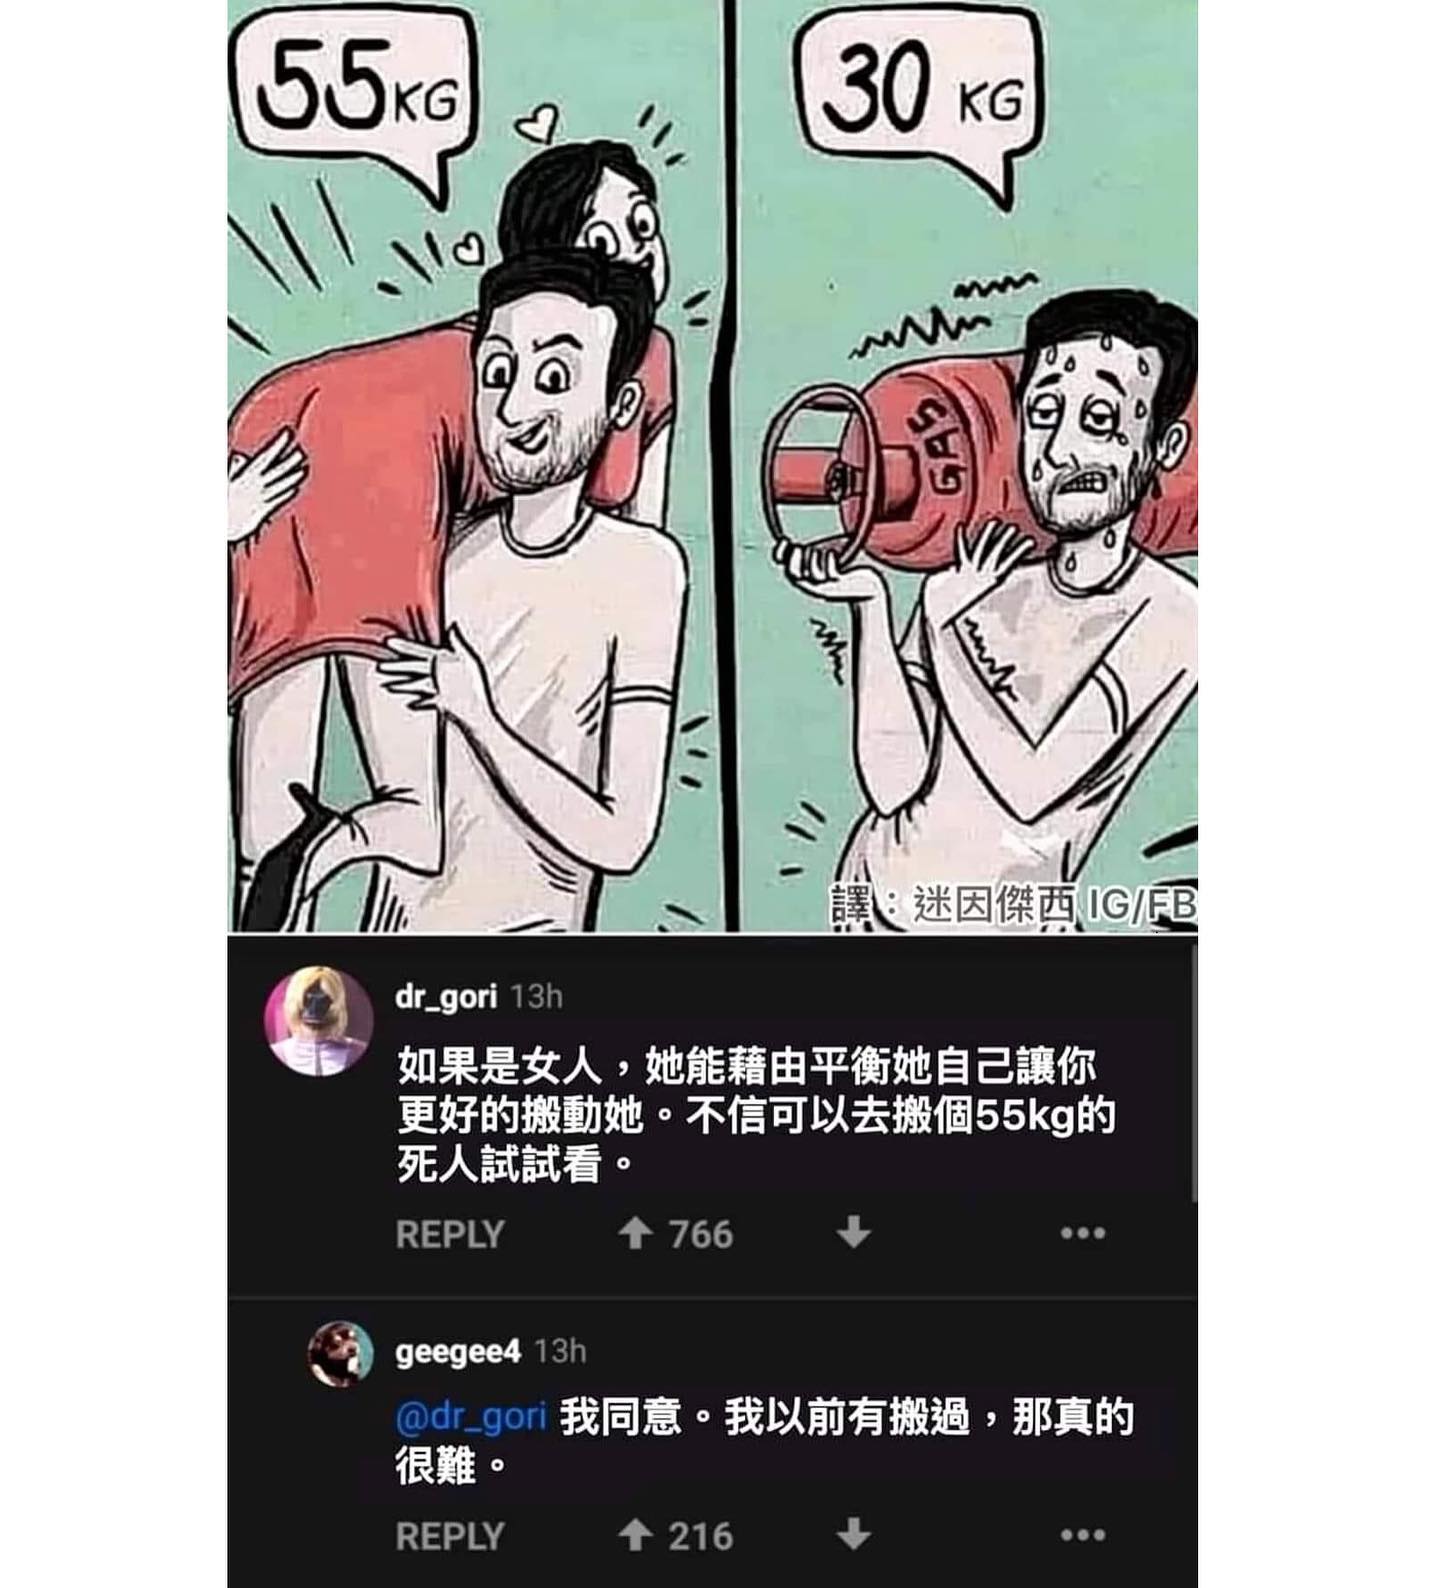 55KG
30 KG
GAS
譯：迷因傑西 IG/FB
dr_gori 13h
如果是女人，她能藉由平衡她自己讓你
更好的搬動她。不信可以去搬個55kg的
死人試試看。
REPLY 766
geegee4 13h
@dr_gori 我同意。我以前有搬過，那真的
很難。
REPLY 216